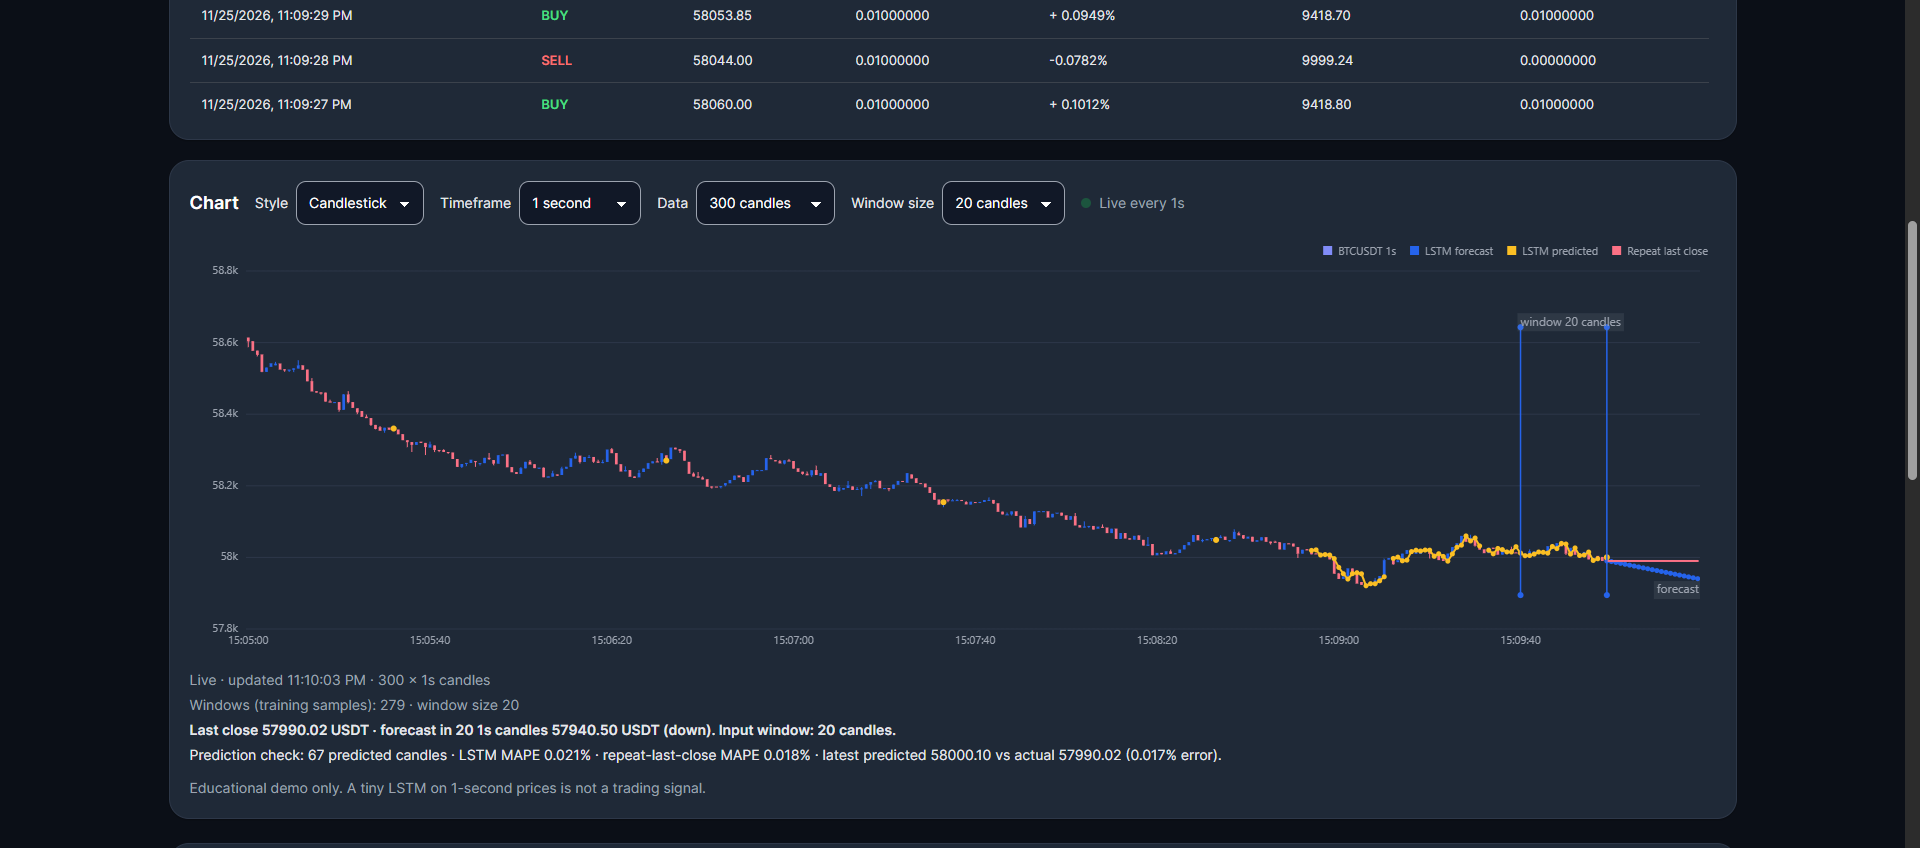 11/25/2026, 11:09:29 PM BUY 58053.85 0.01000000 + 0.0949% 9418.70 0.01000000
11/25/2026, 11:09:28 PM SELL 58044.00 0.01000000 -0.0782% 9999.24 0.00000000
11/25/2026, 11:09:27 PM BUY 58060.00 0.01000000 + 0.1012% 9418.80 0.01000000
Chart Style Candlestick Timeframe 1 second Data 300 candles Window size 20 candles Live every 1s
BTCUSDT 1s LSTM forecast LSTM predicted Repeat last close
58.8k
window 20 candles
58.6k
58.4k
58.2k
58k
forecast
57.8k
15:05:00 15:05:40 15:06:20 15:07:00 15:07:40 15:08:20 15:09:00 15:09:40
Live · updated 11:10:03 PM · 300 × 1s candles
Windows (training samples): 279 · window size 20
Last close 57990.02 USDT · forecast in 20 1s candles 57940.50 USDT (down). Input window: 20 candles.
Prediction check: 67 predicted candles · LSTM MAPE 0.021% · repeat-last-close MAPE 0.018% · latest predicted 58000.10 vs actual 57990.02 (0.017% error).
Educational demo only. A tiny LSTM on 1-second prices is not a trading signal.